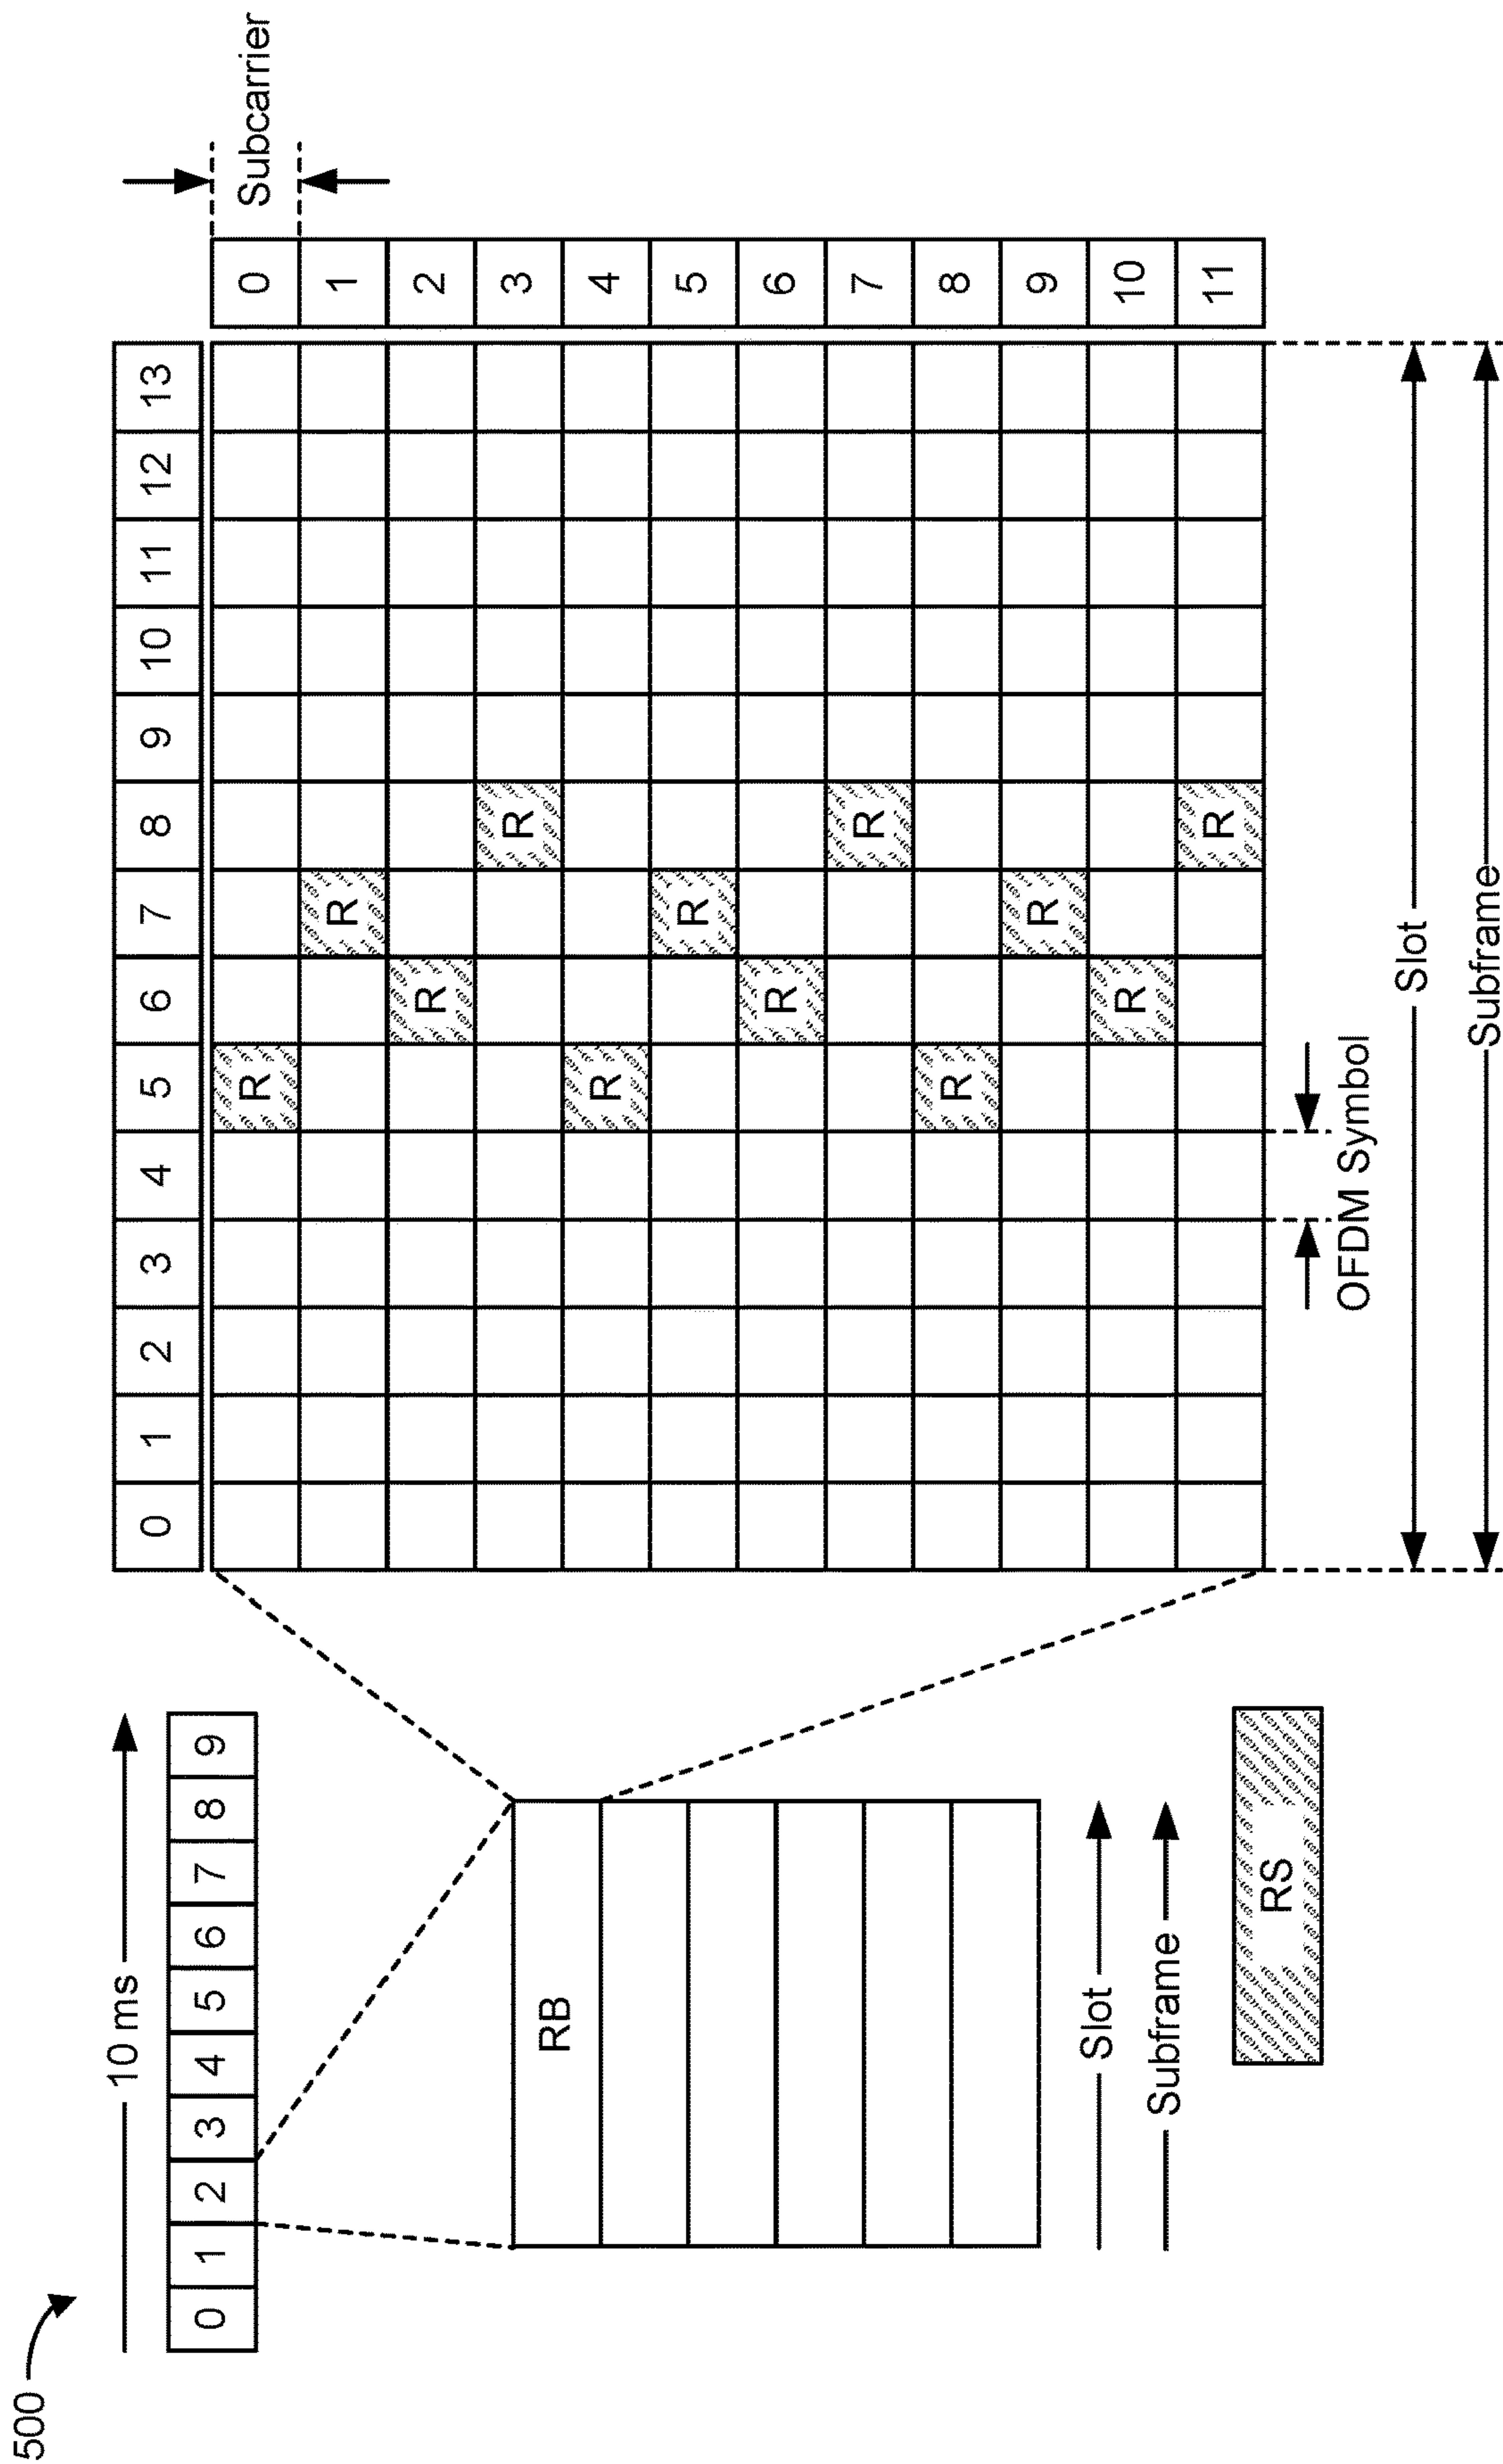 500
10 ms
0 1 2 3 4 5 6 7 8 9
RB
Slot
Subframe
RS
0 1 2 3 4 5 6 7 8 9 10 11 12 13
Subcarrier
R 0
R 1
R 2
R 3
R 4
R 5
R 6
R 7
R 8
R 9
R 10
R 11
OFDM Symbol
Slot
Subframe